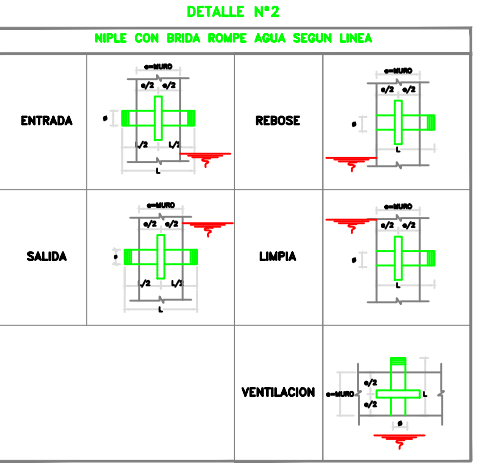 DETALLE N°2
NIPLE CON BRIDA ROMPE AGUA SEGUN LINEA
ENTRADA
e=MURO
e/2 e/2
ø
L/2 L/2
L
REBOSE
e=MURO
e/2 e/2
ø
L
SALIDA
e=MURO
e/2 e/2
ø
L/2 L/2
L
LIMPIA
e=MURO
e/2 e/2
ø
L
VENTILACION
e=MURO
e/2
e/2
L
ø